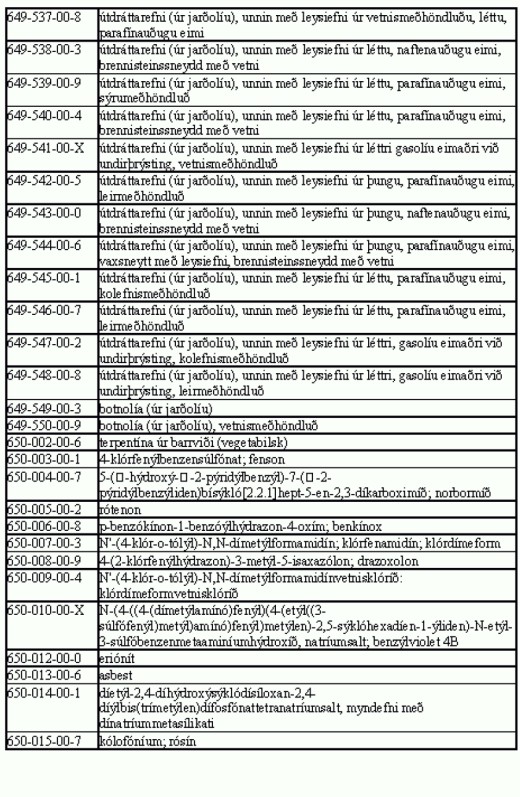 649-537-00-8 útdráttarefni (úr jarðolíu), unnin með leysiefni úr vetnismeðhöndluðu, léttu,
parafínauðugu eimi
649-538-00-3 útdráttarefni (úr jarðolíu), unnin með leysiefni úr léttu, naftenauðugu eimi,
brennisteinssneydd með vetni
649-539-00-9 útdráttarefni (úr jarðolíu), unnin með leysiefni úr léttu, parafínauðugu eimi,
sýrumeðhöndluð
649-540-00-4 útdráttarefni (úr jarðolíu), unnin með leysiefni úr léttu, parafínauðugu eimi,
brennisteinssneydd með vetni
649-541-00-X útdráttarefni (úr jarðolíu), unnin með leysiefni úr léttri gasolíu eimaðri við
undirþrýsting, vetnismeðhöndluð
649-542-00-5 útdráttarefni (úr jarðolíu), unnin með leysiefni úr þungu, parafínauðugu eimi,
leirmeðhöndluð
649-543-00-0 útdráttarefni (úr jarðolíu), unnin með leysiefni úr þungu, naftenauðugu eimi,
brennisteinssneydd með vetni
649-544-00-6 útdráttarefni (úr jarðolíu), unnin með leysiefni úr þungu, parafínauðugu eimi,
vaxsneytt með leysiefni, brennisteinssneydd með vetni
649-545-00-1 útdráttarefni (úr jarðolíu), unnin með leysiefni úr léttu, parafínauðugu eimi,
kolefnismeðhöndluð
649-546-00-7 útdráttarefni (úr jarðolíu), unnin með leysiefni úr léttu, parafínauðugu eimi,
leirmeðhöndluð
649-547-00-2 útdráttarefni (úr jarðolíu), unnin með leysiefni úr léttri, gasolíu eimaðri við
undirþrýsting, kolefnismeðhöndluð
649-548-00-8 útdráttarefni (úr jarðolíu), unnin með leysiefni úr léttri, gasolíu eimaðri við
undirþrýsting, leirmeðhöndluð
649-549-00-3 botnolía (úr jarðolíu)
649-550-00-9 botnolía (úr jarðolíu), vetnismeðhöndluð
650-002-00-6 terpentína úr barrviði (vegetabilsk)
650-003-00-1 4-klórfenýlbenzensúlfónat; fenson
650-004-00-7 5-(□-hýdroxý-□-2-pýridýlbenzýl)-7-(□-2-
pýridýlbenzýliden)bísýkló[2.2.1]hept-5-en-2,3-díkarboximíð; norbormíð
650-005-00-2 rótenon
650-006-00-8 p-benzókínon-1-benzóýlhýdrazon-4-oxím; benkínox
650-007-00-3 N'-(4-klór-o-tólýl)-N,N-dímetýlformamidín; klórfenamidín; klórdímeform
650-008-00-9 4-(2-klórfenýlhýdrazon)-3-metýl-5-isaxazólon; drazoxolon
650-009-00-4 N'-(4-klór-o-tólýl)-N,N-dímetýlformamidínvetnisklóríð:
klórdímeformvetnisklóríð
650-010-00-X N-(4-((4-(dímetýlamínó)fenýl)(4-(etýl((3-
súlfófenýl)metýl)amínó)fenýl)metýlen)-2,5-sýklóhexadíen-1-ýliden)-N-etýl-
3-súlfóbenzenmetaamíníumhýdroxíð, natríumsalt; benzýlviolet 4B
650-012-00-0 eríónít
650-013-00-6 asbest
650-014-00-1 díetýl-2,4-díhýdroxýsýklódísíloxan-2,4-
díýlbis(trímetýlen)dífosfónattetranatríumsalt, myndefni með
dínatríummetasílikati
650-015-00-7 kólofóníum; rósín